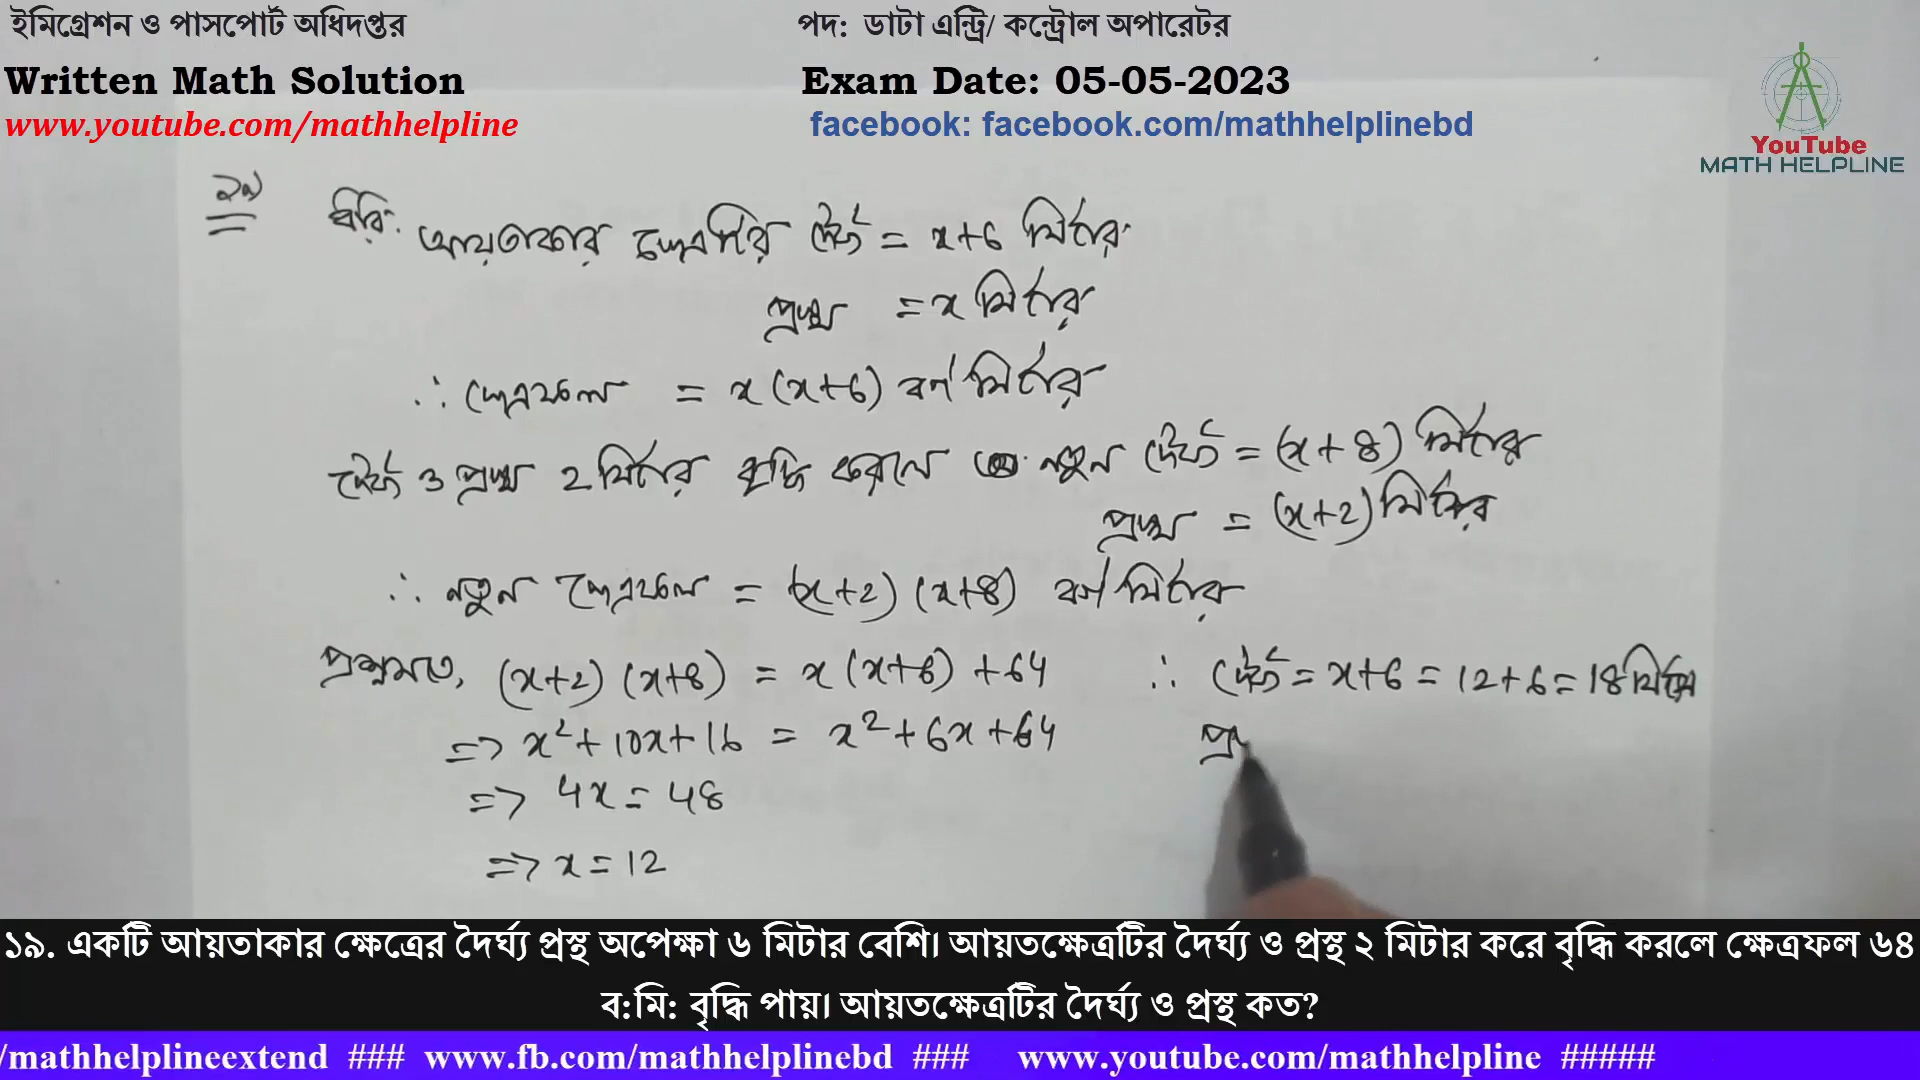 ইমিগ্রেশন ও পাসপোর্ট অধিদপ্তর
পদ: ডাটা এন্ট্রি/ কন্ট্রোল অপারেটর
Written Math Solution
Exam Date: 05-05-2023
www.youtube.com/mathhelpline
facebook: facebook.com/mathhelplinebd
YouTube
MATH HELPLINE
১৯
ধরি, আয়তাকার ক্ষেত্রটির দৈর্ঘ্য = x+6 মিটার
প্রস্থ = x মিটার
∴ ক্ষেত্রফল = x(x+6) বর্গমিটার
দৈর্ঘ্য ও প্রস্থ 2 মিটার বৃদ্ধি করলে নতুন দৈর্ঘ্য = (x+8) মিটার
প্রস্থ = (x+2) মিটার
∴ নতুন ক্ষেত্রফল = (x+2)(x+8) বর্গমিটার
প্রশ্নমতে, (x+2)(x+8) = x(x+6)+64
=> x²+10x+16 = x²+6x+64
=> 4x=48
=> x=12
∴ দৈর্ঘ্য = x+6 = 12+6 = 18 মিটার
প্র
১৯. একটি আয়তাকার ক্ষেত্রের দৈর্ঘ্য প্রস্থ অপেক্ষা ৬ মিটার বেশি। আয়তক্ষেত্রটির দৈর্ঘ্য ও প্রস্থ ২ মিটার করে বৃদ্ধি করলে ক্ষেত্রফল ৬৪
ব:মি: বৃদ্ধি পায়। আয়তক্ষেত্রটির দৈর্ঘ্য ও প্রস্থ কত?
/mathhelplineextend ### www.fb.com/mathhelplinebd ### www.youtube.com/mathhelpline #####